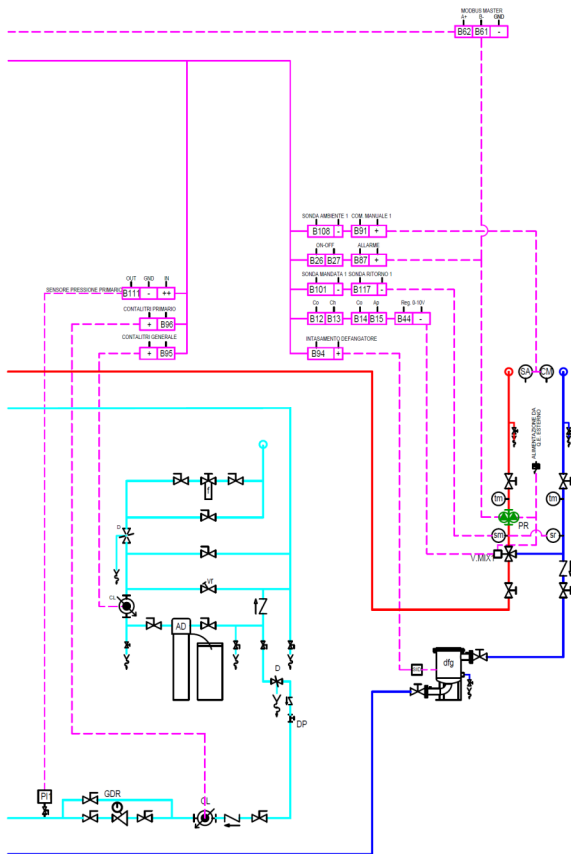 MODBUS MASTER
A+ B- GND
B62 B61 -
SONDA AMBIENTE 1 COM. MANUALE 1
B108 - B91 +
ON-OFF ALLARME
B26 B27 B87 +
SONDA MANDATA 1 SONDA RITORNO 1
B101 - B117 -
Co Ch Co Ap Reg. 0-10V
B12 B13 B14 B15 B44 -
INTASAMENTO DEFANGATORE
B94 +
OUT GND IN
SENSORE PRESSIONE PRIMARIO B111 - ++
CONTALITRI PRIMARIO
+ B96
CONTALITRI GENERALE
+ B95
SA CM
ALIMENTAZIONE DA
Q.E. ESTERNO
f
tm tm
PR
D
sm sr
V.MIX1
Vf
CL
AD
dfg
D
DP
PI
GDR
CL